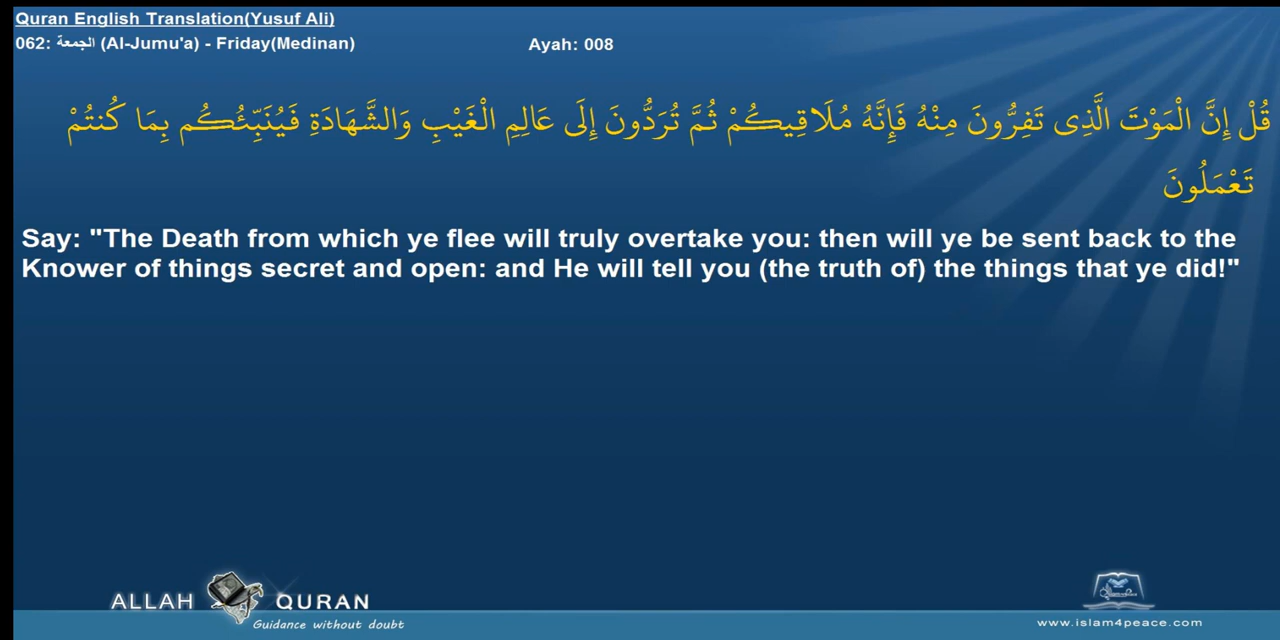 Quran English Translation(Yusuf Ali)
062: الجمعة (Al-Jumu'a) - Friday(Medinan)
Ayah: 008
قُلْ إِنَّ الْمَوْتَ الَّذِى تَفِرُّونَ مِنْهُ فَإِنَّهُ مُلَاقِيكُمْ ثُمَّ تُرَدُّونَ إِلَى عَالِمِ الْغَيْبِ وَالشَّهَادَةِ فَيُنَبِّئُكُم بِمَا كُنتُمْ
تَعْمَلُونَ
Say: "The Death from which ye flee will truly overtake you: then will ye be sent back to the
Knower of things secret and open: and He will tell you (the truth of) the things that ye did!"
ALLAH QURAN
Guidance without doubt
www.islam4peace.com